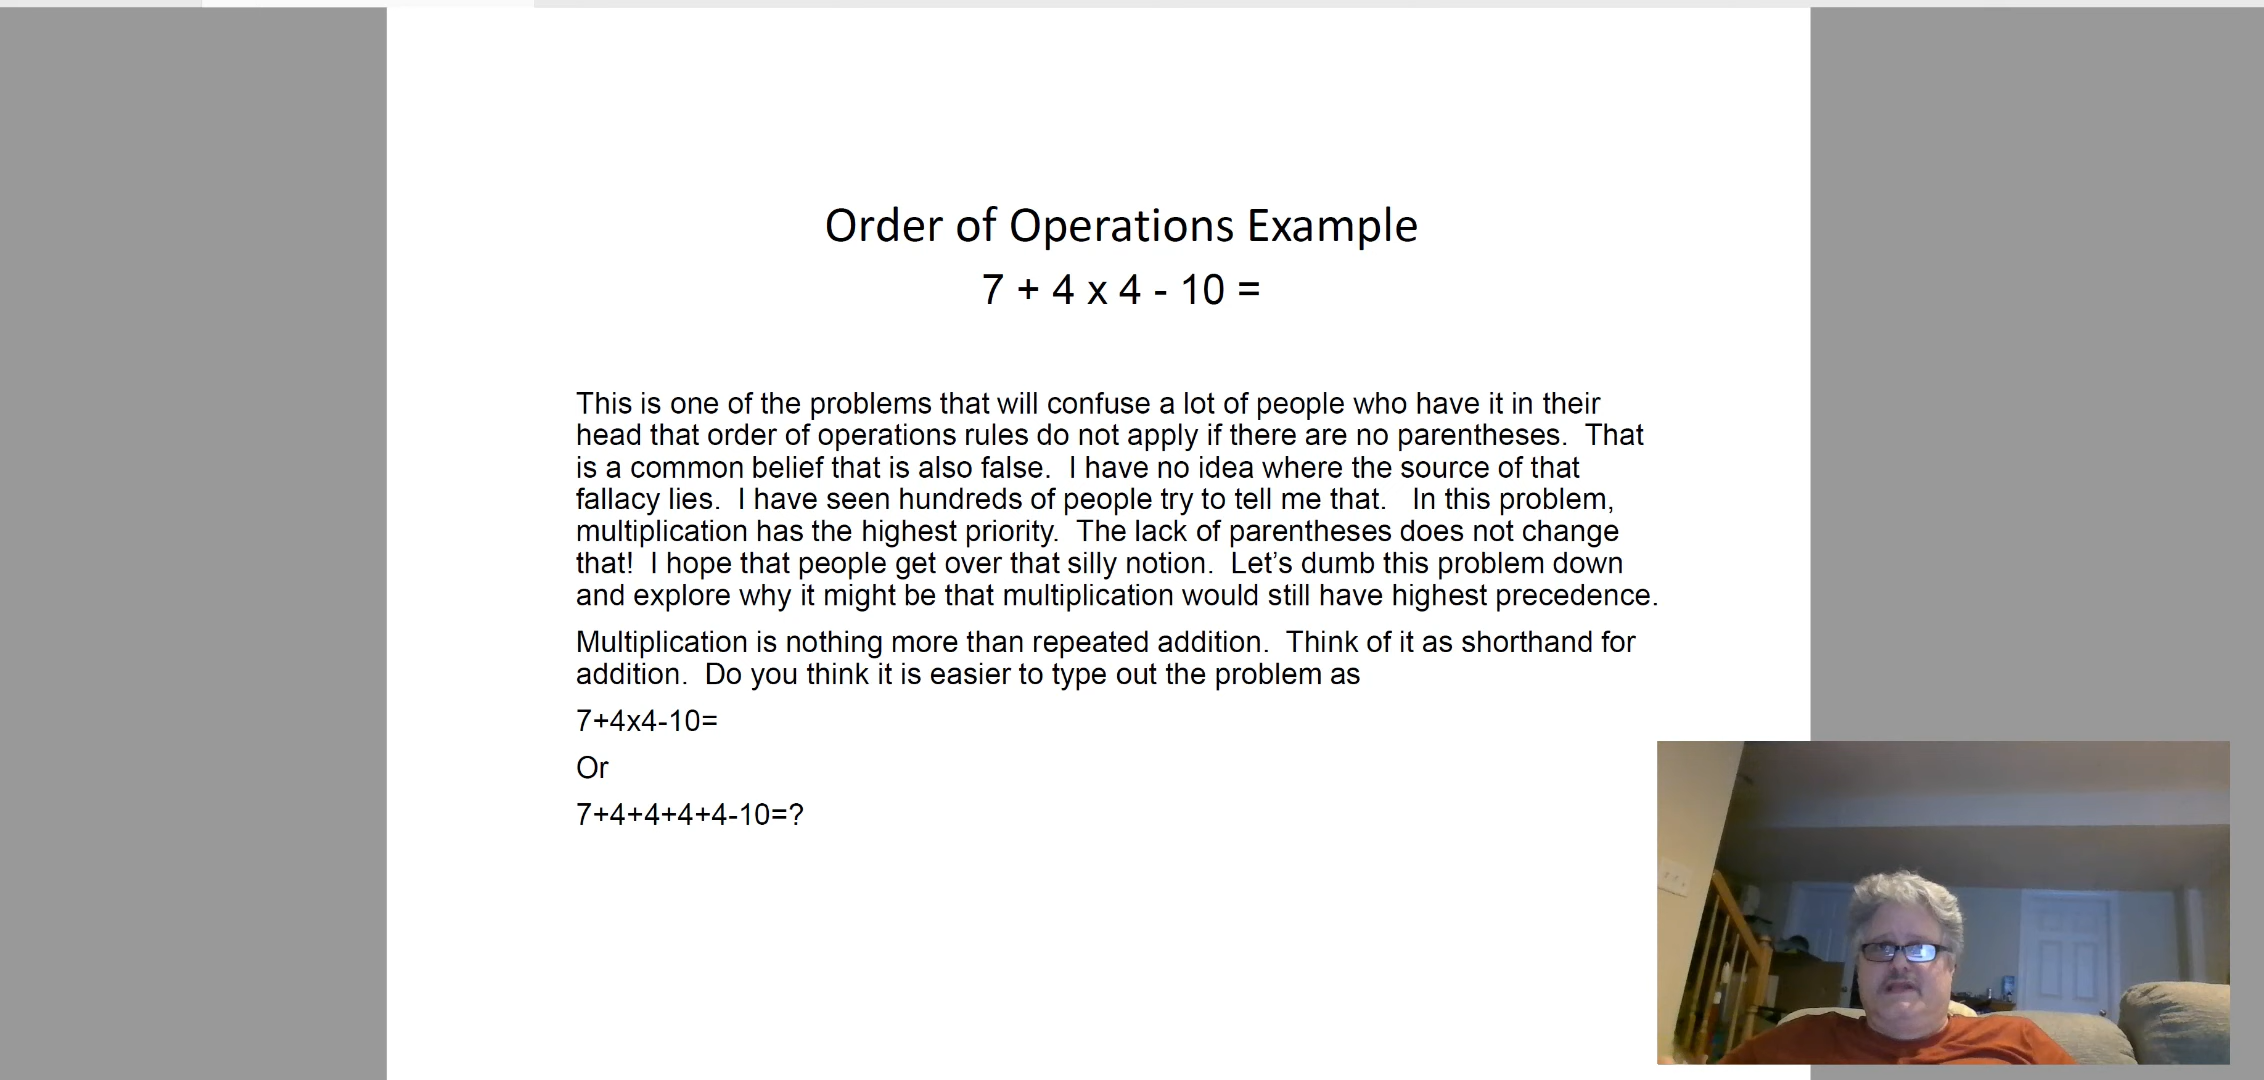 Order of Operations Example
7 + 4 x 4 - 10 =
This is one of the problems that will confuse a lot of people who have it in their
head that order of operations rules do not apply if there are no parentheses.  That
is a common belief that is also false.  I have no idea where the source of that
fallacy lies.  I have seen hundreds of people try to tell me that.   In this problem,
multiplication has the highest priority.  The lack of parentheses does not change
that!  I hope that people get over that silly notion.  Let’s dumb this problem down
and explore why it might be that multiplication would still have highest precedence.
Multiplication is nothing more than repeated addition.  Think of it as shorthand for
addition.  Do you think it is easier to type out the problem as
7+4x4-10=
Or
7+4+4+4+4-10=?